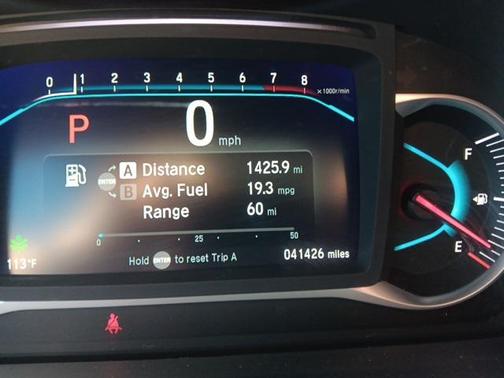 0 1 2 3 4 5 6 7 8
×1000r/min
P 0 mph
A Distance 1425.9 mi
ENTER
B Avg. Fuel 19.3 mpg
Range 60 mi
0 25 50
Hold ENTER to reset Trip A
113°F
041426 miles
F
E